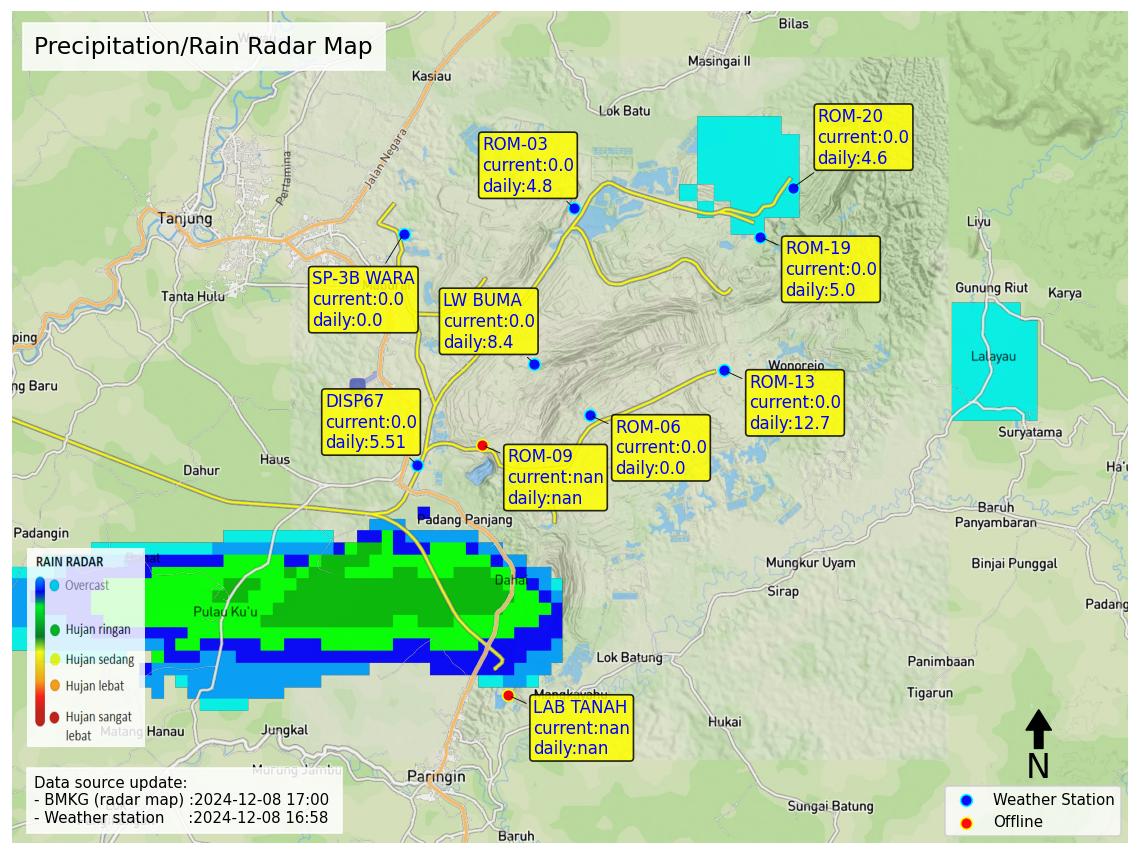 Precipitation/Rain Radar Map
Bilas
Masingai II
Kasiau
Lok Batu
ROM-20
current:0.0
daily:4.6
ROM-03
current:0.0
daily:4.8
Jalan Negara
Pertamina
Tanjung
Liyu
ROM-19
current:0.0
daily:5.0
SP-3B WARA
current:0.0
daily:0.0
Tanta Hulu
Gunung Riut
Karya
LW BUMA
current:0.0
daily:8.4
ping
Lalayau
Wonorejo
ng Baru
ROM-13
current:0.0
daily:12.7
DISP67
current:0.0
daily:5.51
ROM-06
current:0.0
daily:0.0
Suryatama
ROM-09
current:nan
daily:nan
Haus
Dahur
Ha'u
Baruh
Panyambaran
Padang Panjang
Padangin
RAIN RADAR
Overcast
Hujan ringan
Hujan sedang
Hujan lebat
Hujan sangat
lebat
Mungkur Uyam
Binjai Punggal
Daha
Sirap
Padang
Pulau Ku'u
Lok Batung
Panimbaan
Tigarun
Mangkayahu
LAB TANAH
current:nan
daily:nan
Hukai
Matang Hanau
Jungkal
Murung Jambu
Paringin
N
Data source update:
- BMKG (radar map) :2024-12-08 17:00
- Weather station :2024-12-08 16:58
Sungai Batung
Baruh
Weather Station
Offline